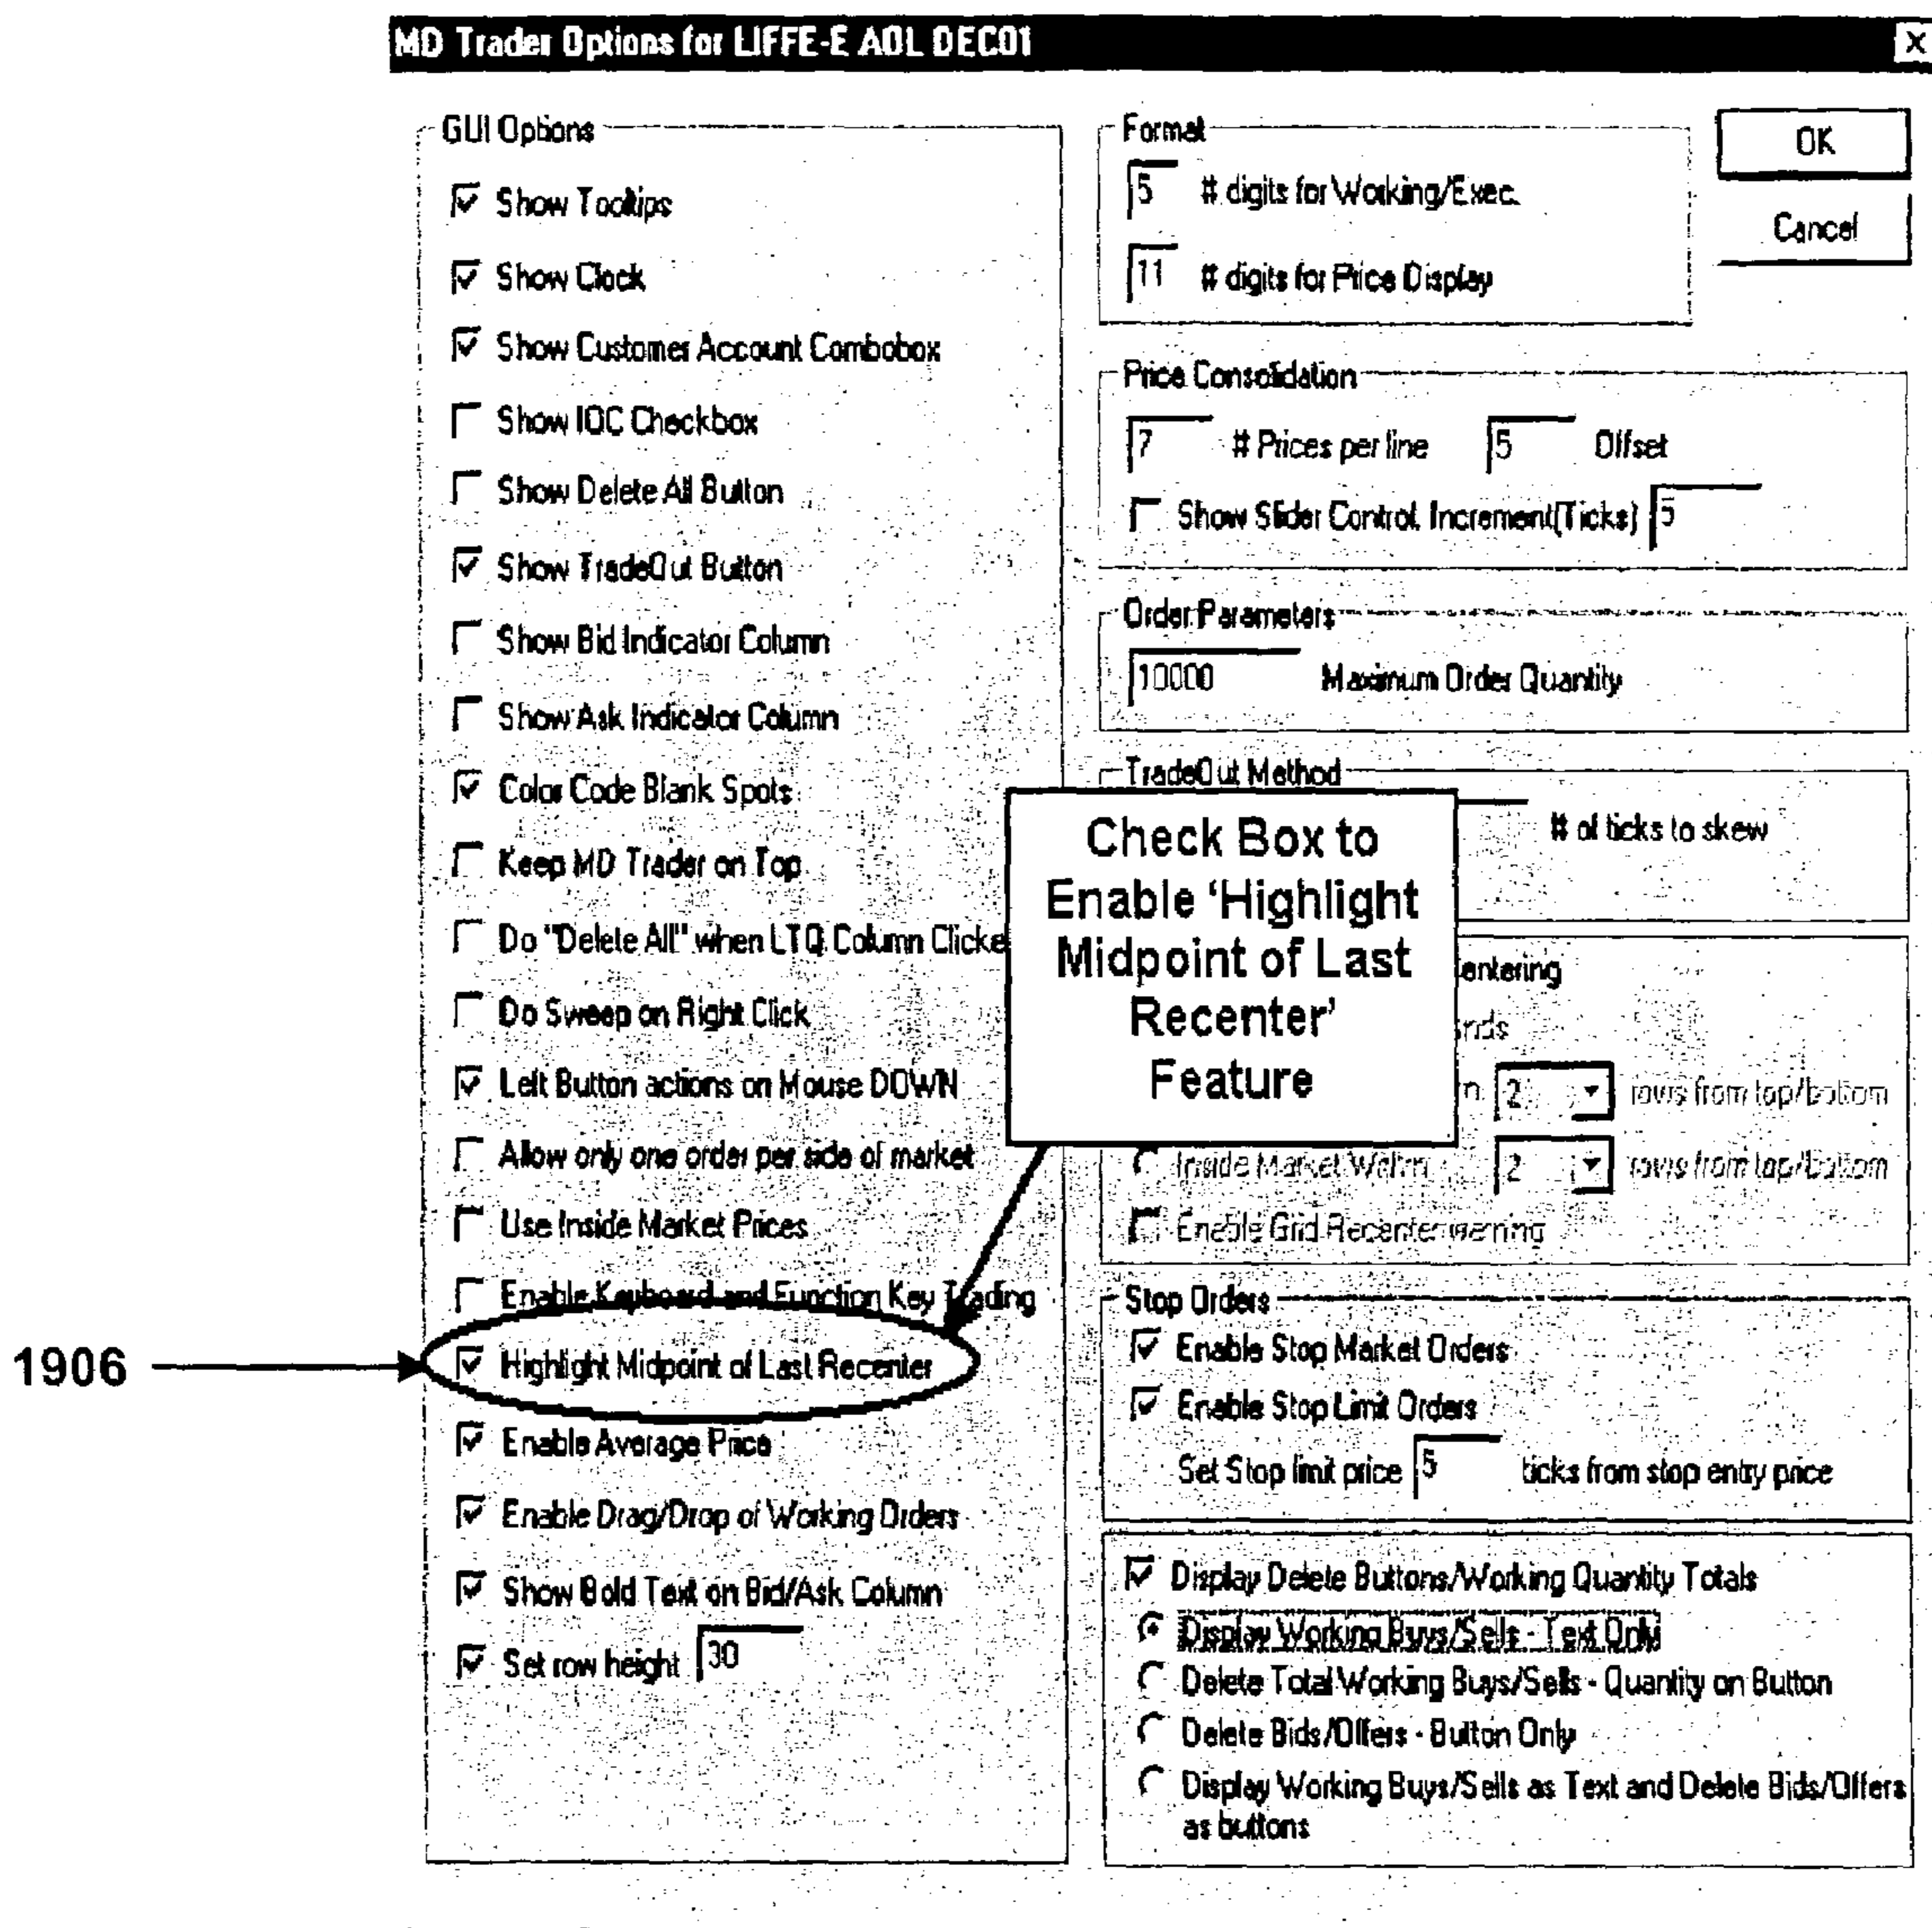 MD Trader Options for LIFFE-E AOL DEC01
X
GUI Options
Show Tooltips
Show Clock
Show Customer Account Combobox
Show IOC Checkbox
Show Delete All Button
Show TradeOut Button
Show Bid Indicator Column
Show Ask Indicator Column
Color Code Blank Spots
Keep MD Trader on Top
Do "Delete All" when LTQ Column Clicke
Do Sweep on Right Click
Left Button actions on Mouse DOWN
Allow only one order per side of market
Use Inside Market Prices
Enable Keyboard and Function Key Trading
1906
Highlight Midpoint of Last Recenter
Enable Average Price
Enable Drag/Drop of Working Orders
Show Bold Text on Bid/Ask Column
Set row height 30
Format
5 # digits for Working/Exec.
11 # digits for Price Display
OK
Cancel
Price Consolidation
7 # Prices per line 5 Offset
Show Slider Control. Increment(Ticks) 5
Order Parameters
10000 Maximum Order Quantity
TradeOut Method
# of ticks to skew
Check Box to
Enable ‘Highlight
Midpoint of Last
Recenter’
Feature
entering
nds
n 2 rows from top/bottom
Inside Market Within 2 rows from top/bottom
Enable Grid Recenter warning
Stop Orders
Enable Stop Market Orders
Enable Stop Limit Orders
Set Stop limit price 5 ticks from stop entry price
Display Delete Buttons/Working Quantity Totals
Display Working Buys/Sells - Text Only
Delete Total Working Buys/Sells - Quantity on Button
Delete Bids/Offers - Button Only
Display Working Buys/Sells as Text and Delete Bids/Offers
as buttons